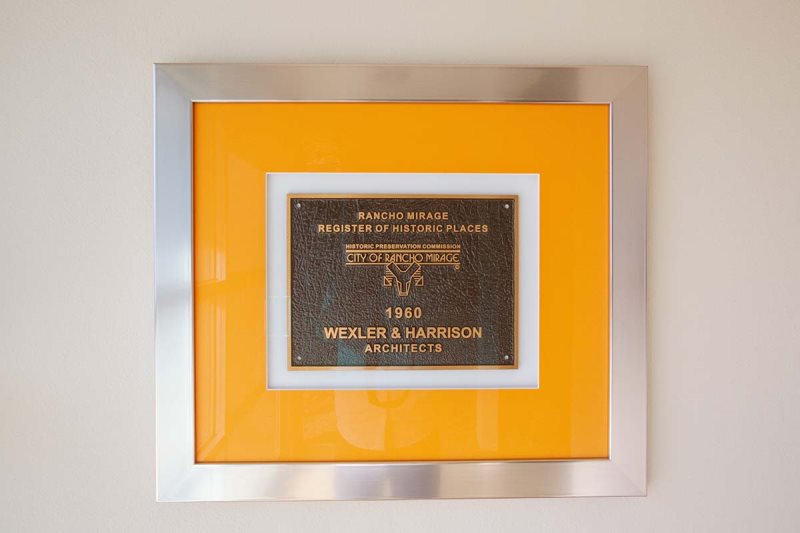 RANCHO MIRAGE
REGISTER OF HISTORIC PLACES
HISTORIC PRESERVATION COMMISSION
CITY OF RANCHO MIRAGE
1960
WEXLER & HARRISON
ARCHITECTS